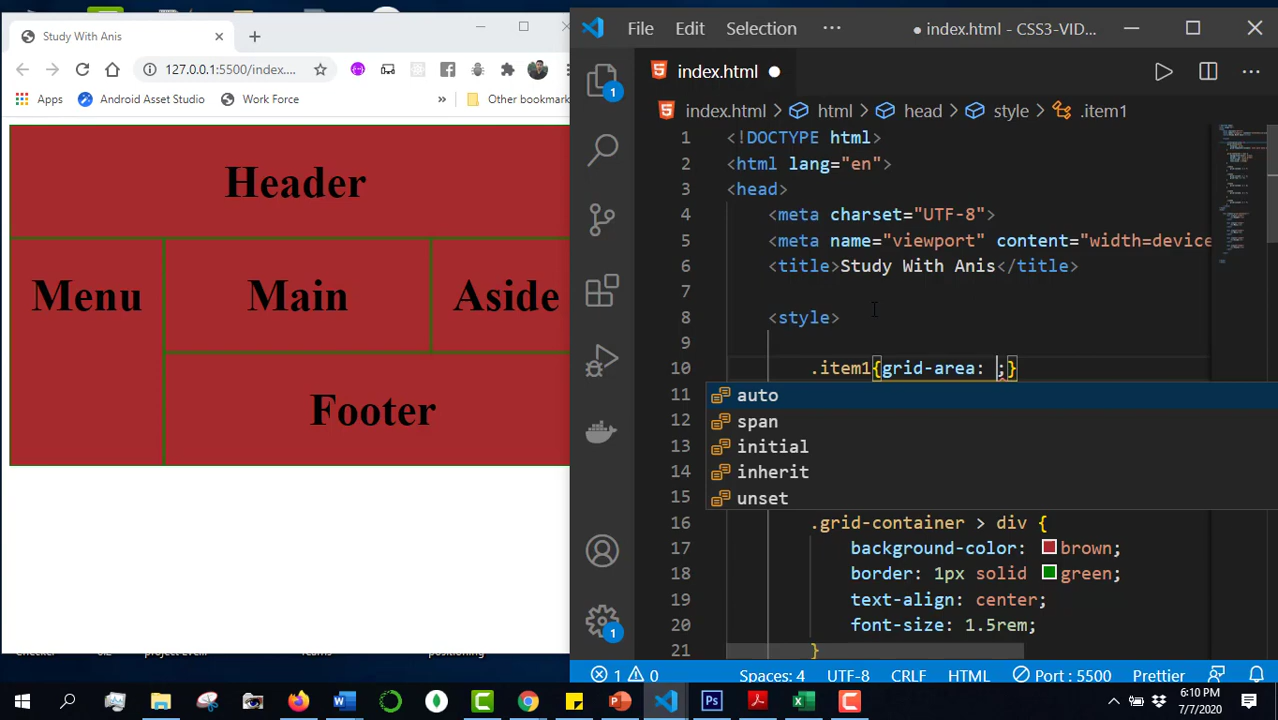 Study With Anis
127.0.0.1:5500/index....
Apps
Android Asset Studio
Work Force
»
Other bookmark
Header
Menu
Main
Aside
Footer
File
Edit
Selection
···
● index.html - CSS3-VID...
index.html ●
index.html > html > head > style > .item1
1 <!DOCTYPE html>
2 <html lang="en">
3 <head>
4 <meta charset="UTF-8">
5 <meta name="viewport" content="width=device
6 <title>Study With Anis</title>
7
8 <style>
9
10 .item1{grid-area: ;}
11 auto
12 span
13 initial
14 inherit
15 unset
16 .grid-container > div {
17 background-color: brown;
18 border: 1px solid green;
19 text-align: center;
20 font-size: 1.5rem;
21 }
1
1
1 0
Spaces: 4
UTF-8
CRLF
HTML
Port : 5500
Prettier
6:10 PM
7/7/2020